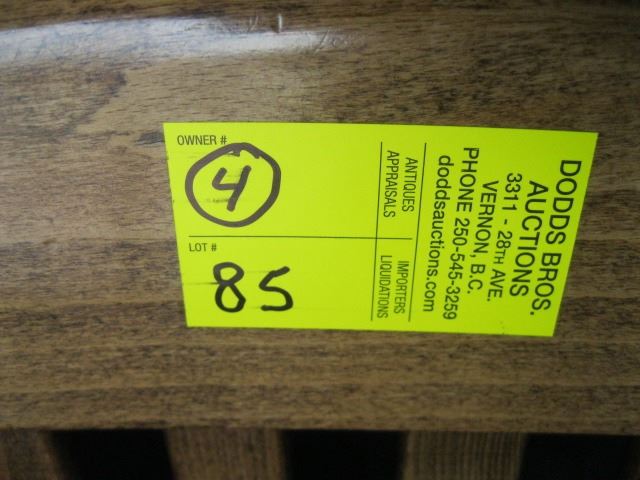 DODDS BROS.
AUCTIONS
3311 - 28TH AVE.
VERNON, B.C.
PHONE 250-545-3259
doddsauctions.com
ANTIQUES
APPRAISALS
IMPORTERS
LIQUIDATIONS
OWNER #
4
LOT #
85